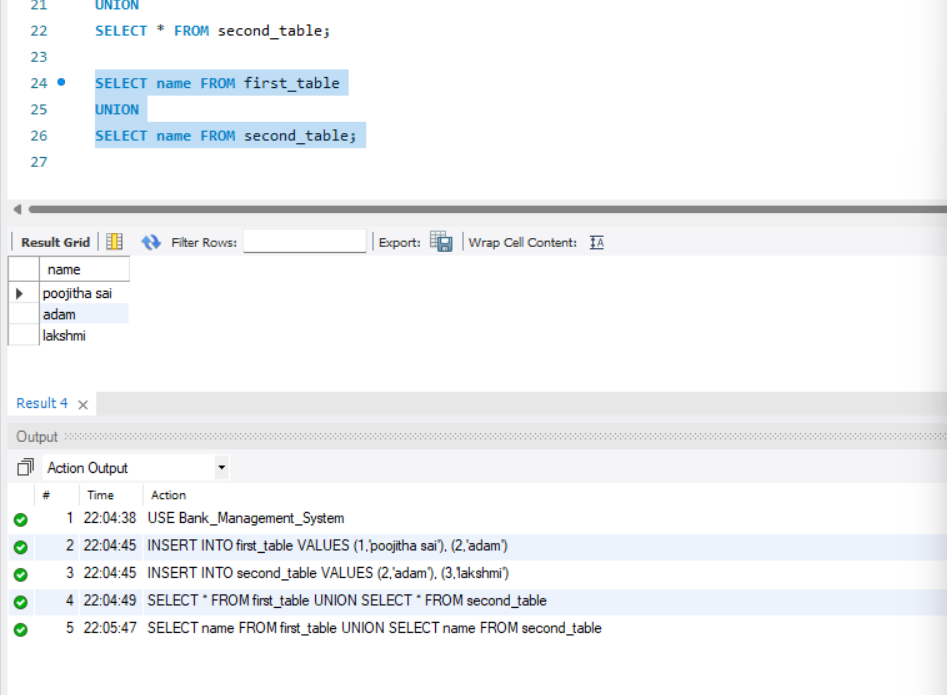 21 UNION
22 SELECT * FROM second_table;
23
24 SELECT name FROM first_table
25 UNION
26 SELECT name FROM second_table;
27
Result Grid Filter Rows: Export: Wrap Cell Content: IA
name
poojitha sai
adam
lakshmi
Result 4 ×
Output
Action Output
# Time Action
1 22:04:38 USE Bank_Management_System
2 22:04:45 INSERT INTO first_table VALUES (1,'poojitha sai'), (2,'adam')
3 22:04:45 INSERT INTO second_table VALUES (2,'adam'), (3,'lakshmi')
4 22:04:49 SELECT * FROM first_table UNION SELECT * FROM second_table
5 22:05:47 SELECT name FROM first_table UNION SELECT name FROM second_table